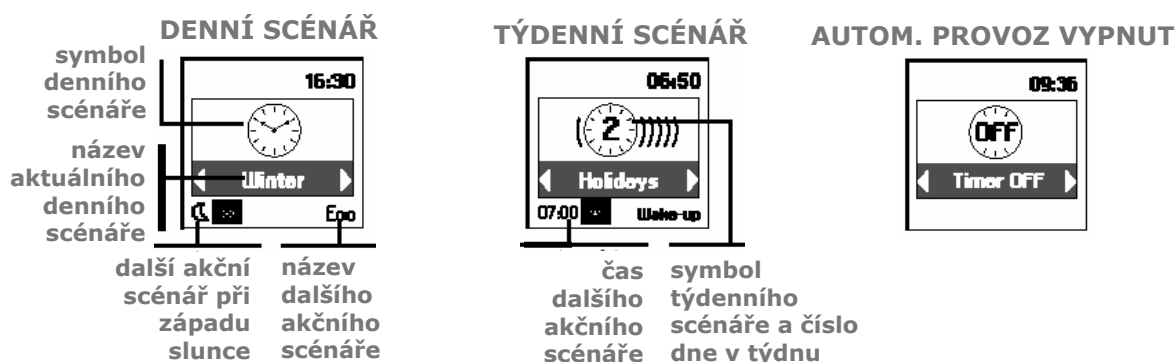 DENNÍ SCÉNÁŘ
symbol
denního
scénáře
16:30
název
aktuálního
denního
scénáře
Winter
Eco
další akční
scénář při
západu
slunce
název
dalšího
akčního
scénáře
TÝDENNÍ SCÉNÁŘ
06:50
2
Holidays
07:00 Wake-up
čas
dalšího
akčního
scénáře
symbol
týdenního
scénáře a číslo
dne v týdnu
AUTOM. PROVOZ VYPNUT
09:36
OFF
Timer OFF